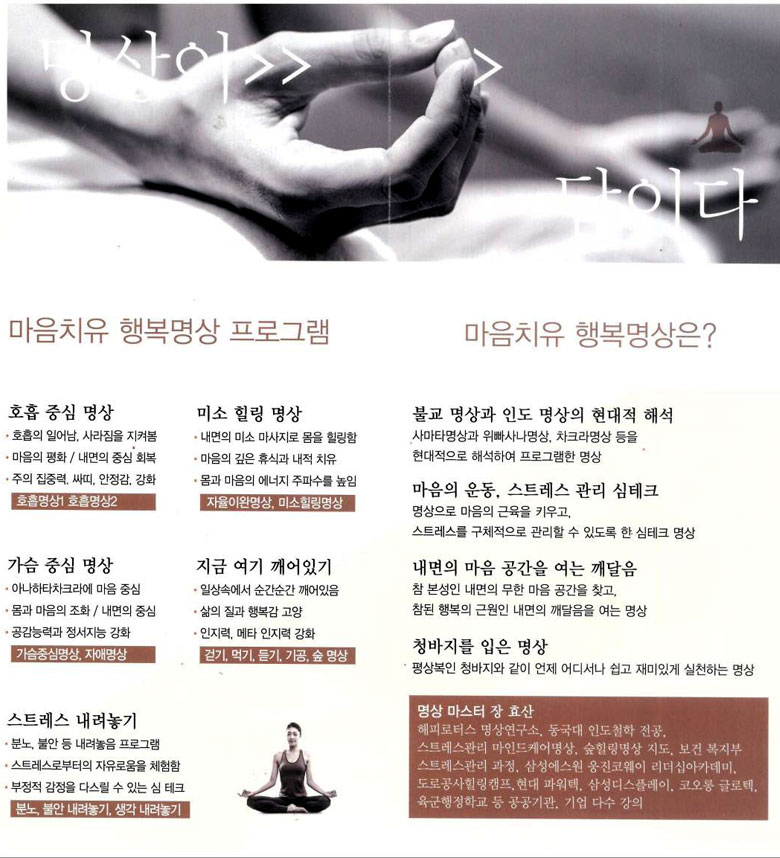 명상이>> >
답이다
마음치유 행복명상 프로그램
호흡 중심 명상
• 호흡의 일어남, 사라짐을 지켜봄
• 마음의 평화 / 내면의 중심 회복
• 주의 집중력, 싸띠, 안정감, 강화
호흡명상1 호흡명상2
미소 힐링 명상
• 내면의 미소 마사지로 몸을 힐링함
• 마음의 깊은 휴식과 내적 치유
• 몸과 마음의 에너지 주파수를 높임
자율이완명상, 미소힐링명상
가슴 중심 명상
• 아나하타차크라에 마음 중심
• 몸과 마음의 조화 / 내면의 중심
• 공감능력과 정서지능 강화
가슴중심명상, 자애명상
지금 여기 깨어있기
• 일상속에서 순간순간 깨어있음
• 삶의 질과 행복감 고양
• 인지력, 메타 인지력 강화
걷기, 먹기, 듣기, 기공, 숲 명상
스트레스 내려놓기
• 분노, 불안 등 내려놓음 프로그램
• 스트레스로부터의 자유로움을 체험함
• 부정적 감정을 다스릴 수 있는 심 테크
분노, 불안 내려놓기, 생각 내려놓기
마음치유 행복명상은?
불교 명상과 인도 명상의 현대적 해석
사마타명상과 위빠사나명상, 차크라명상 등을
현대적으로 해석하여 프로그램한 명상
마음의 운동, 스트레스 관리 심테크
명상으로 마음의 근육을 키우고,
스트레스를 구체적으로 관리할 수 있도록 한 심테크 명상
내면의 마음 공간을 여는 깨달음
참 본성인 내면의 무한 마음 공간을 찾고,
참된 행복의 근원인 내면의 깨달음을 여는 명상
청바지를 입은 명상
평상복인 청바지와 같이 언제 어디서나 쉽고 재미있게 실천하는 명상
명상 마스터 장 효산
해피로터스 명상연구소, 동국대 인도철학 전공,
스트레스관리 마인드케어명상, 숲힐링명상 지도, 보건 복지부
스트레스관리 과정, 삼성에스원 웅진코웨이 리더십아카데미,
도로공사힐링캠프,현대 파워텍, 삼성디스플레이, 코오롱 글로텍,
육군행정학교 등 공공기관, 기업 다수 강의